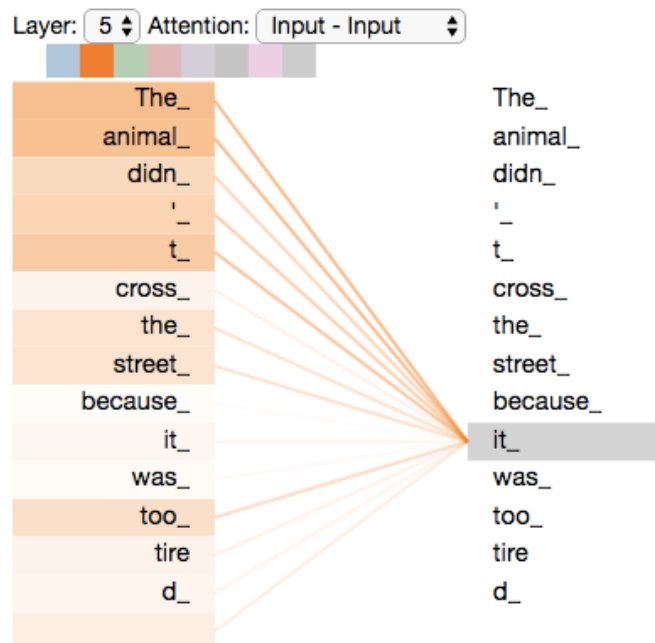 Layer: 5 Attention: Input - Input
The_ The_
animal_ animal_
didn_ didn_
'_ '_
t_ t_
cross_ cross_
the_ the_
street_ street_
because_ because_
it_ it_
was_ was_
too_ too_
tire tire
d_ d_